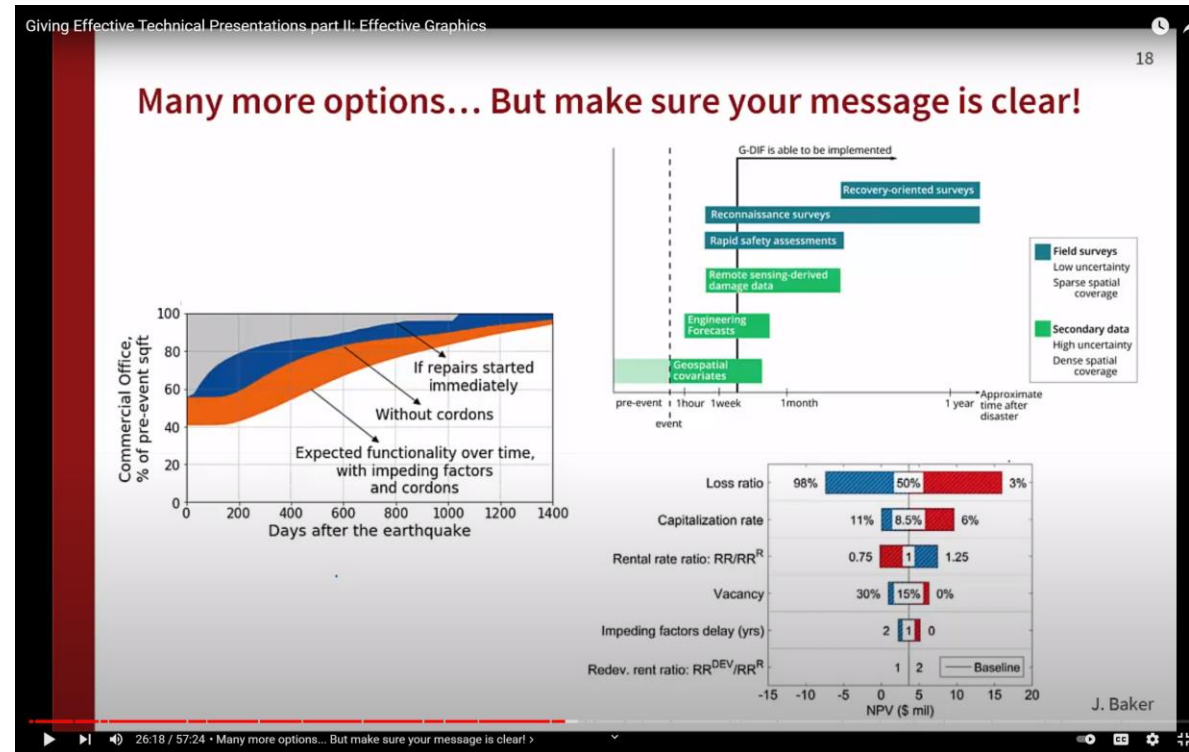 Giving Effective Technical Presentations part II: Effective Graphics
18
Many more options... But make sure your message is clear!
100
80
60
40
20
0
Commercial Office,
% of pre-event sqft
If repairs started
immediately
Without cordons
Expected functionality over time,
with impeding factors
and cordons
0 200 400 600 800 1000 1200 1400
Days after the earthquake
G-DIF is able to be implemented
Recovery-oriented surveys
Reconnaissance surveys
Rapid safety assessments
Remote sensing-derived
damage data
Engineering
Forecasts
Geospatial
covariates
pre-event 1hour 1week 1month 1 year
event
Approximate
time after
disaster
Field surveys
Low uncertainty
Sparse spatial
coverage
Secondary data
High uncertainty
Dense spatial
coverage
Loss ratio 98% 50% 3%
Capitalization rate 11% 8.5% 6%
Rental rate ratio: RR/RR^R 0.75 1 1.25
Vacancy 30% 15% 0%
Impeding factors delay (yrs) 2 1 0
Redev. rent ratio: RR^DEV/RR^R 1 2 Baseline
-15 -10 -5 0 5 10 15 20
NPV ($ mil)
J. Baker
26:18 / 57:24 • Many more options... But make sure your message is clear! >
CC